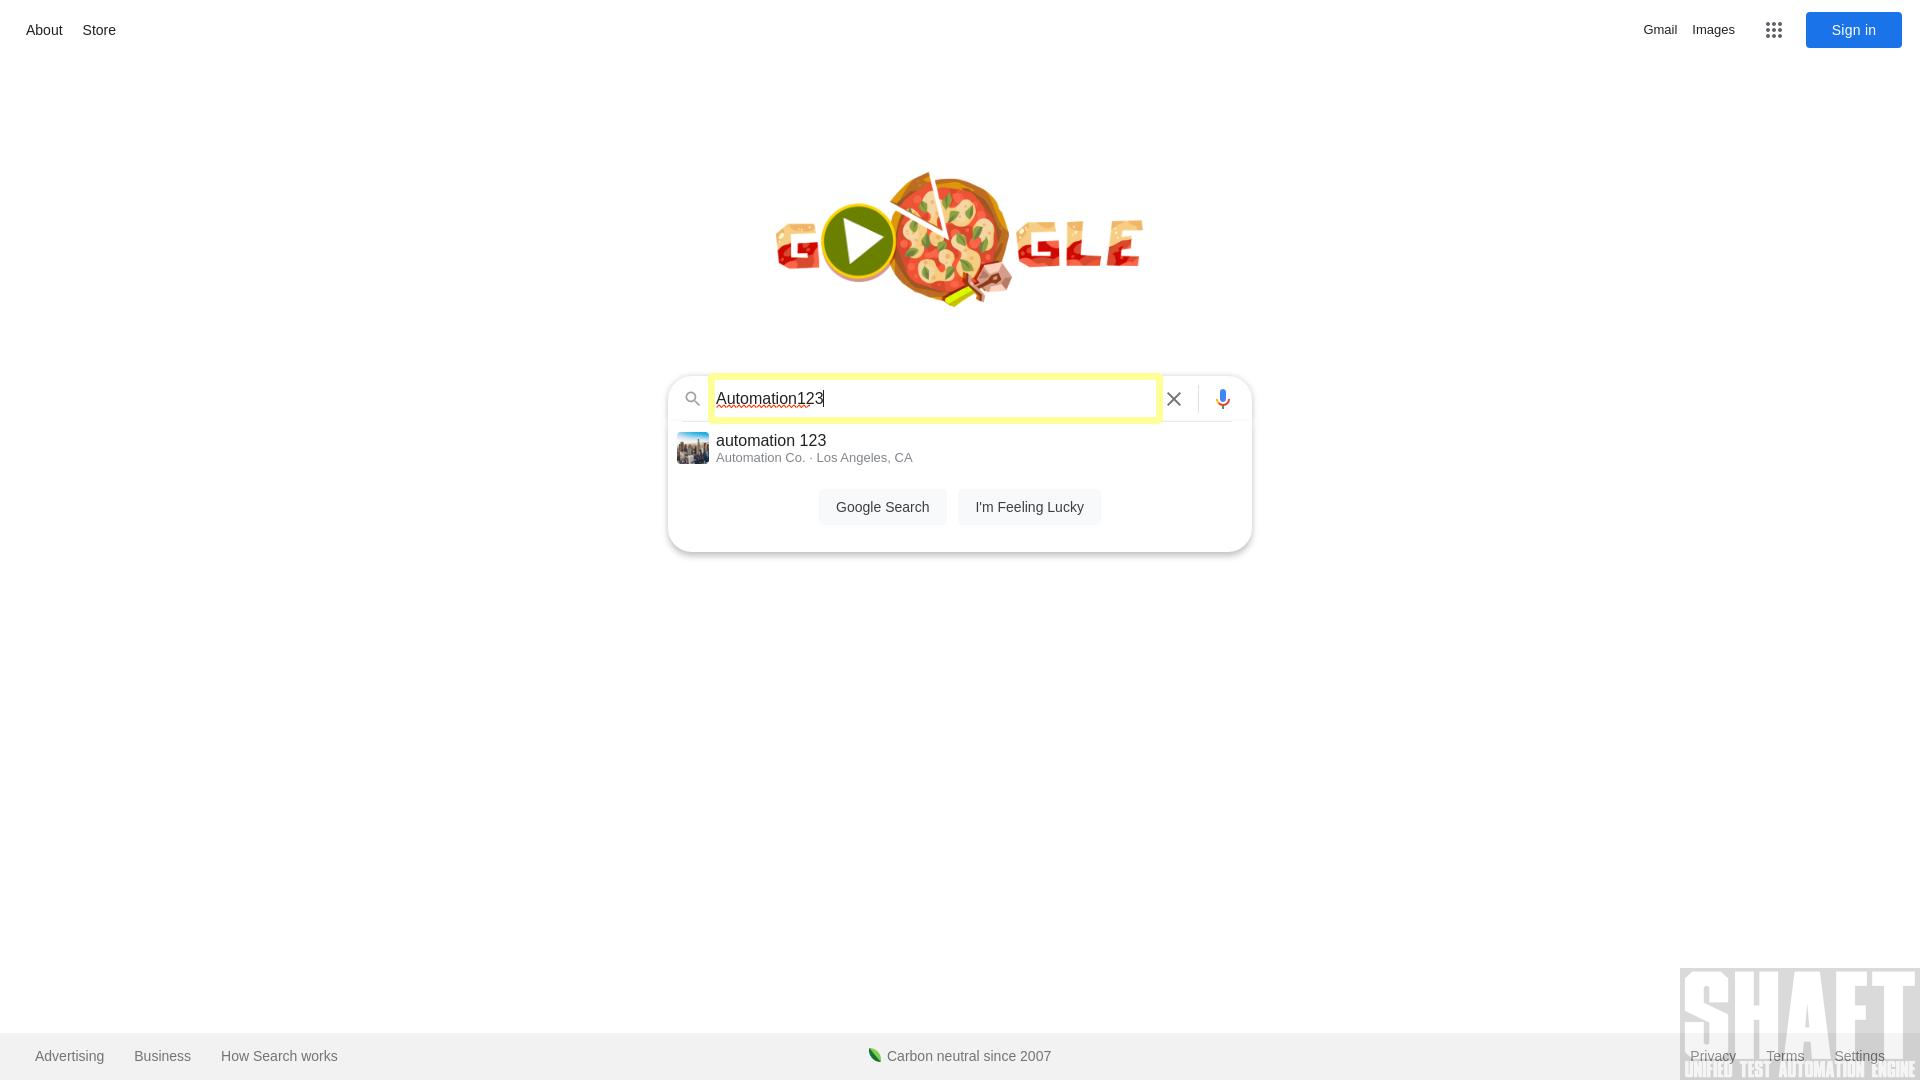 About Store
Gmail Images Sign in
GOOGLE
Automation123
automation 123
Automation Co. · Los Angeles, CA
Google Search I'm Feeling Lucky
SHAFT
Advertising Business How Search works Carbon neutral since 2007 Privacy Terms Settings
UNIFIED TEST AUTOMATION ENGINE